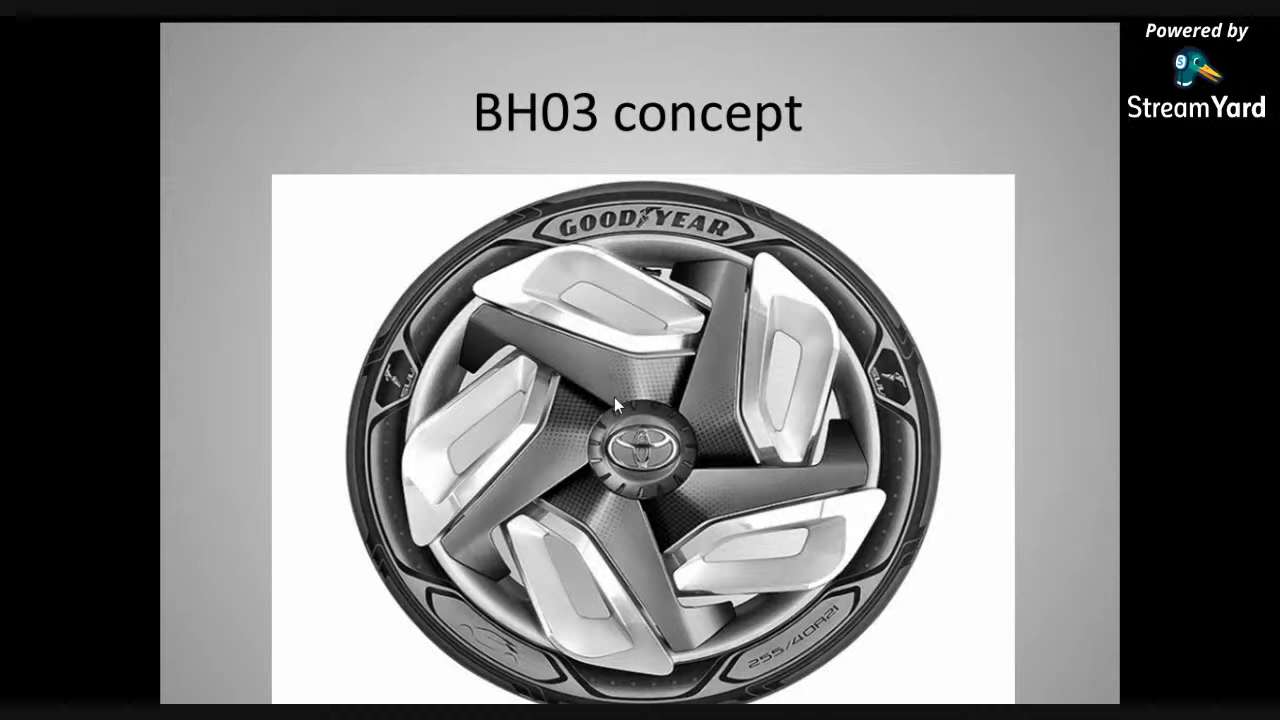 Powered by
StreamYard
BH03 concept
GOODYEAR
255/40R21